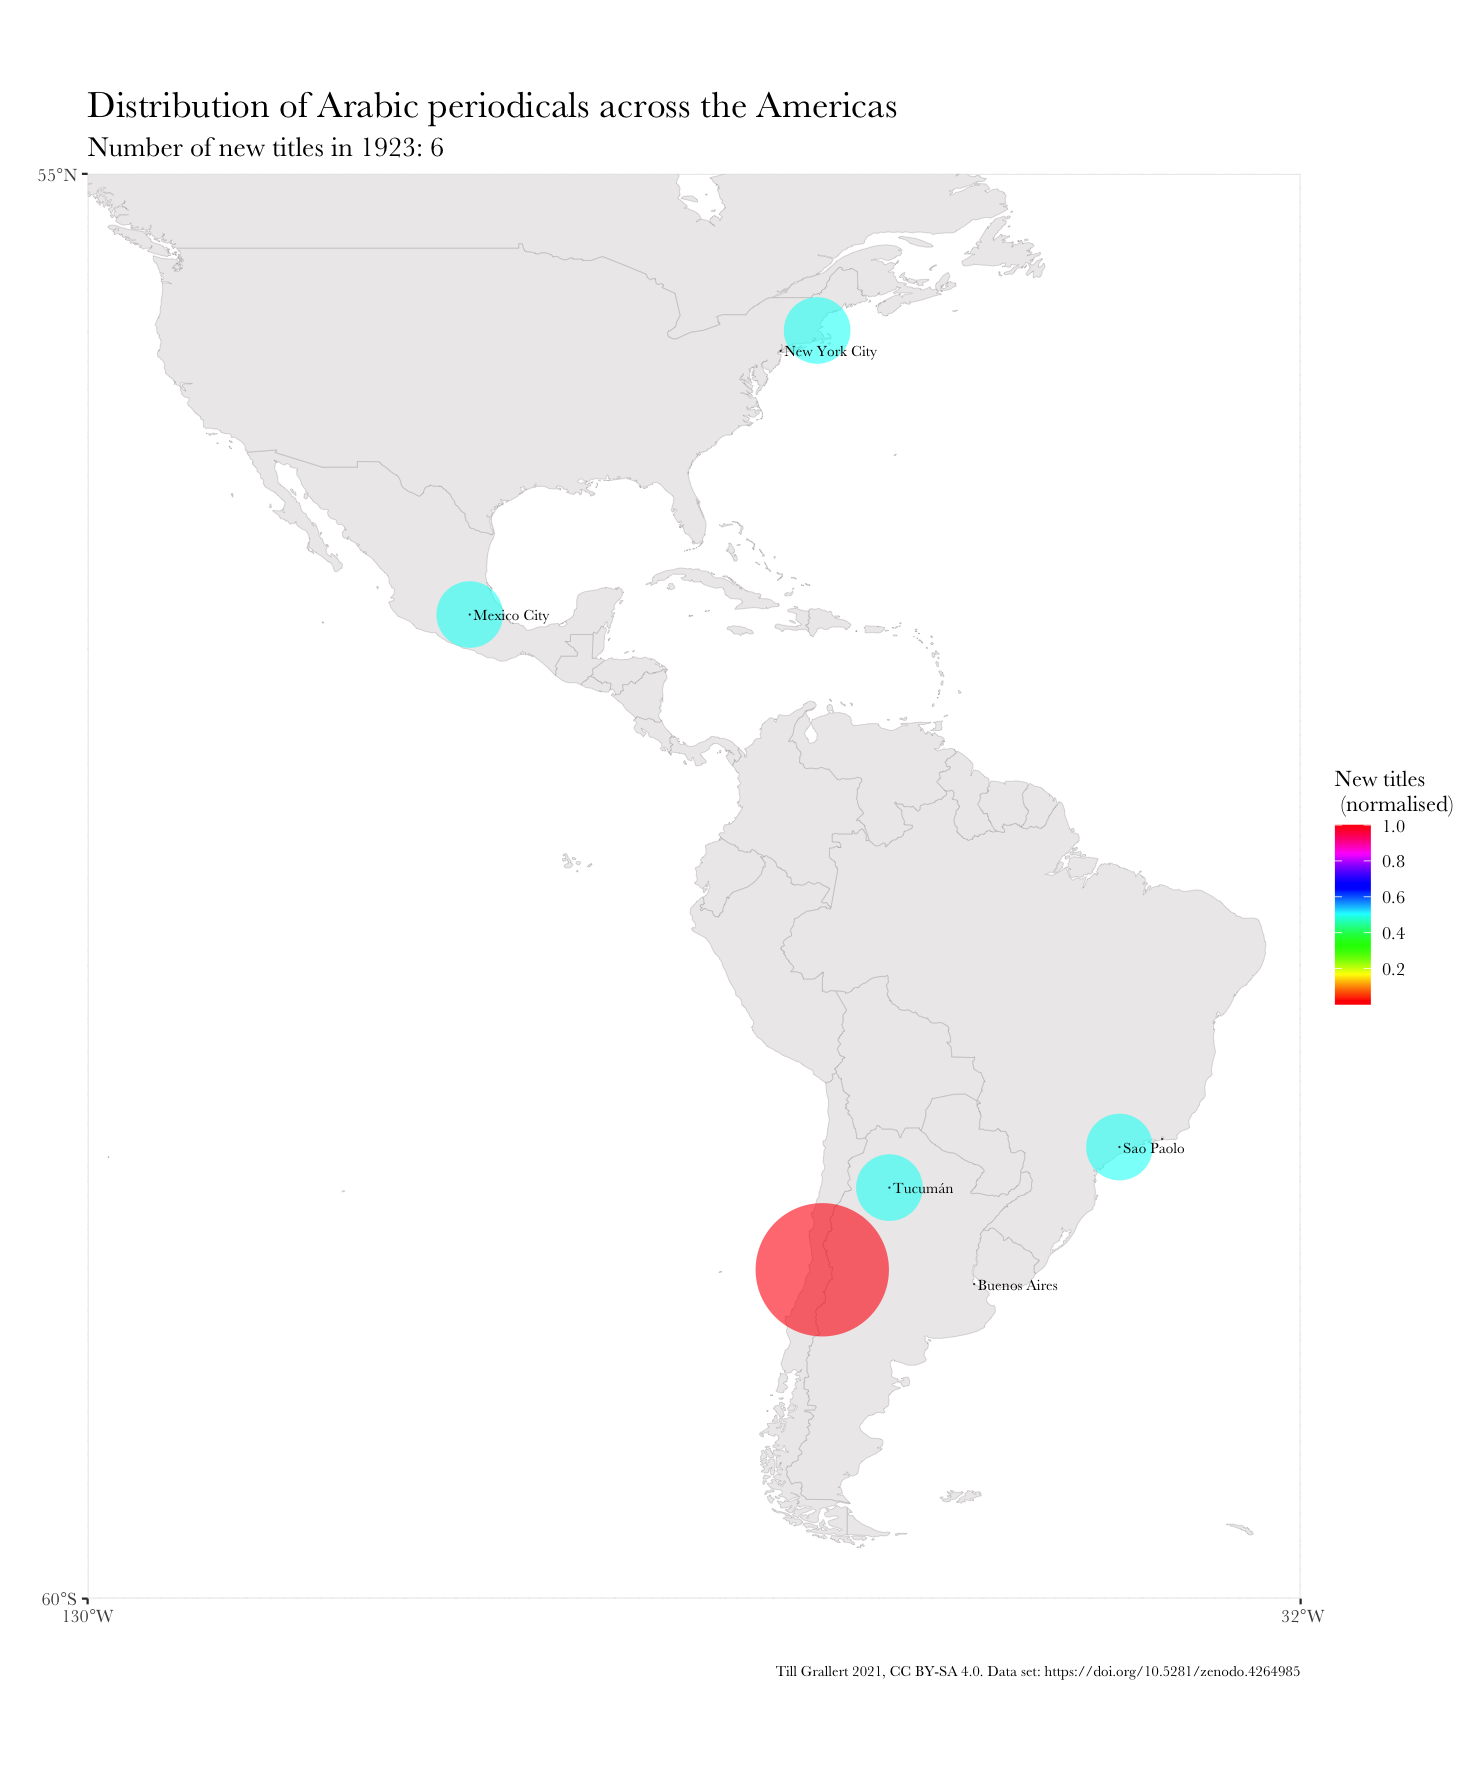 Distribution of Arabic periodicals across the Americas
Number of new titles in 1923: 6
55°N
New York City
Mexico City
New titles
(normalised)
1.0
0.8
0.6
0.4
0.2
Sao Paolo
Tucumán
Buenos Aires
60°S
130°W
32°W
Till Grallert 2021, CC BY-SA 4.0. Data set: https://doi.org/10.5281/zenodo.4264985